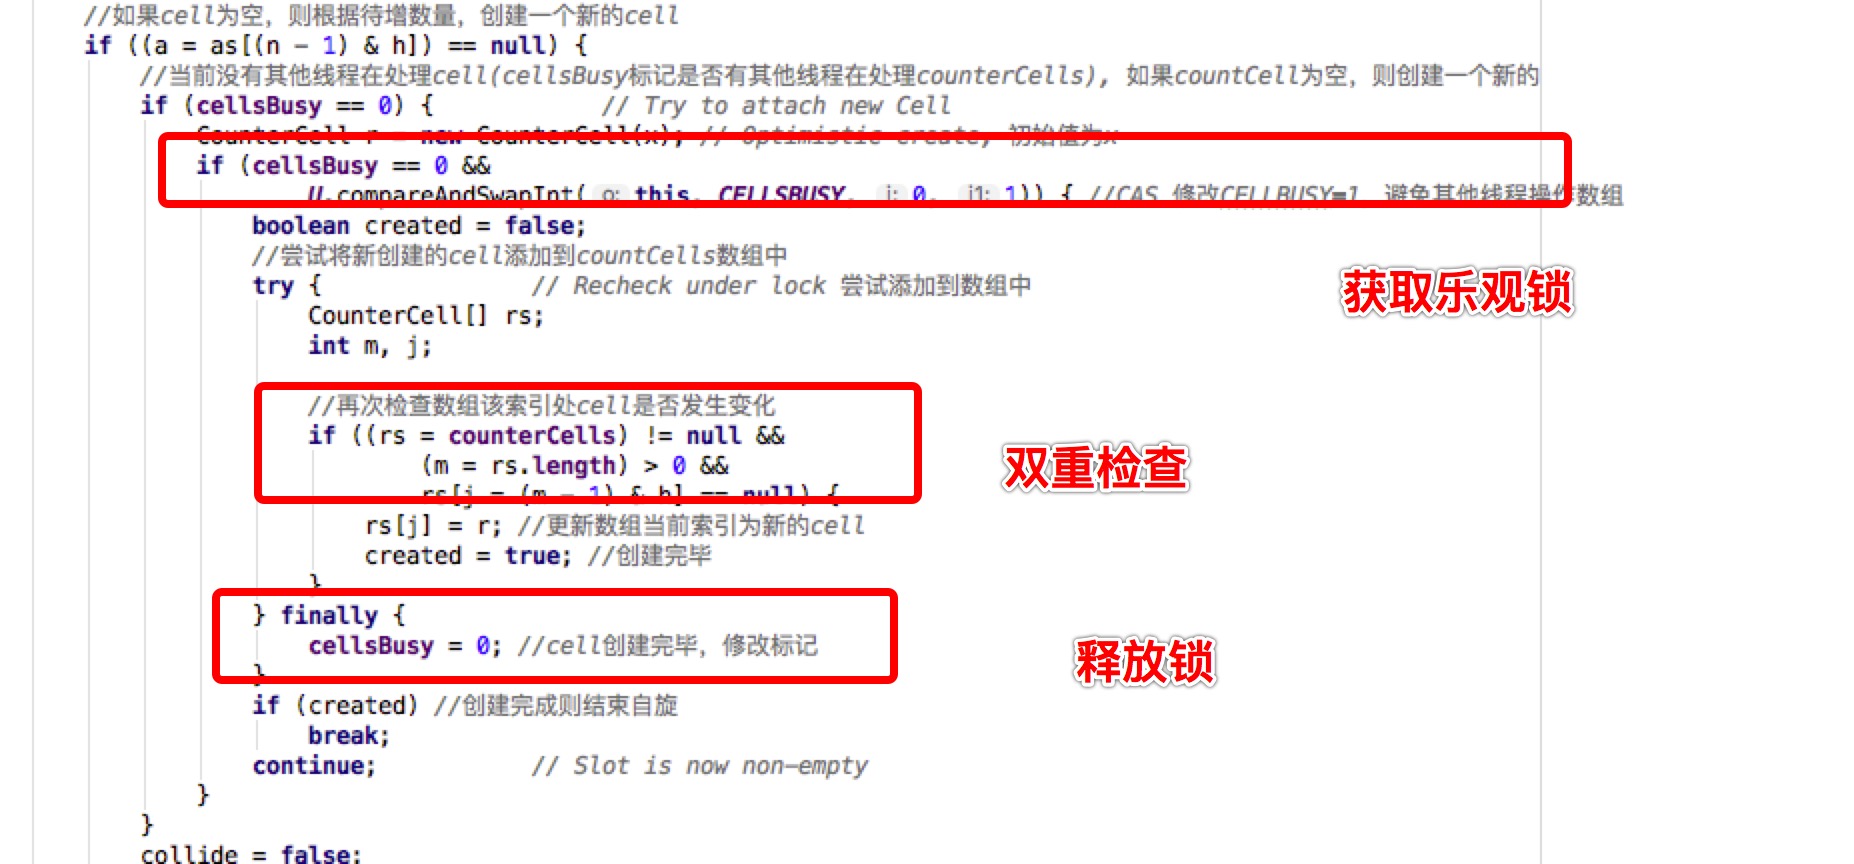 //如果cell为空，则根据待增数量，创建一个新的cell
if ((a = as[(n - 1) & h]) == null) {
//当前没有其他线程在处理cell(cellsBusy标记是否有其他线程在处理counterCells), 如果countCell为空，则创建一个新的
if (cellsBusy == 0) { // Try to attach new Cell
CounterCell r = new CounterCell(x); // Optimistic create, 初始值为x
if (cellsBusy == 0 &&
U.compareAndSwapInt( o: this, CELLSBUSY, i: 0, i1: 1)) { //CAS 修改CELLBUSY=1，避免其他线程操作数组
boolean created = false;
//尝试将新创建的cell添加到countCells数组中
获取乐观锁
try { // Recheck under lock 尝试添加到数组中
CounterCell[] rs;
int m, j;
//再次检查数组该索引处cell是否发生变化
if ((rs = counterCells) != null &&
(m = rs.length) > 0 &&
双重检查
rs[j = (m - 1) & h] == null) {
rs[j] = r; //更新数组当前索引为新的cell
created = true; //创建完毕
}
} finally {
cellsBusy = 0; //cell创建完毕，修改标记
释放锁
}
if (created) //创建完成则结束自旋
break;
continue; // Slot is now non-empty
}
}
collide = false;